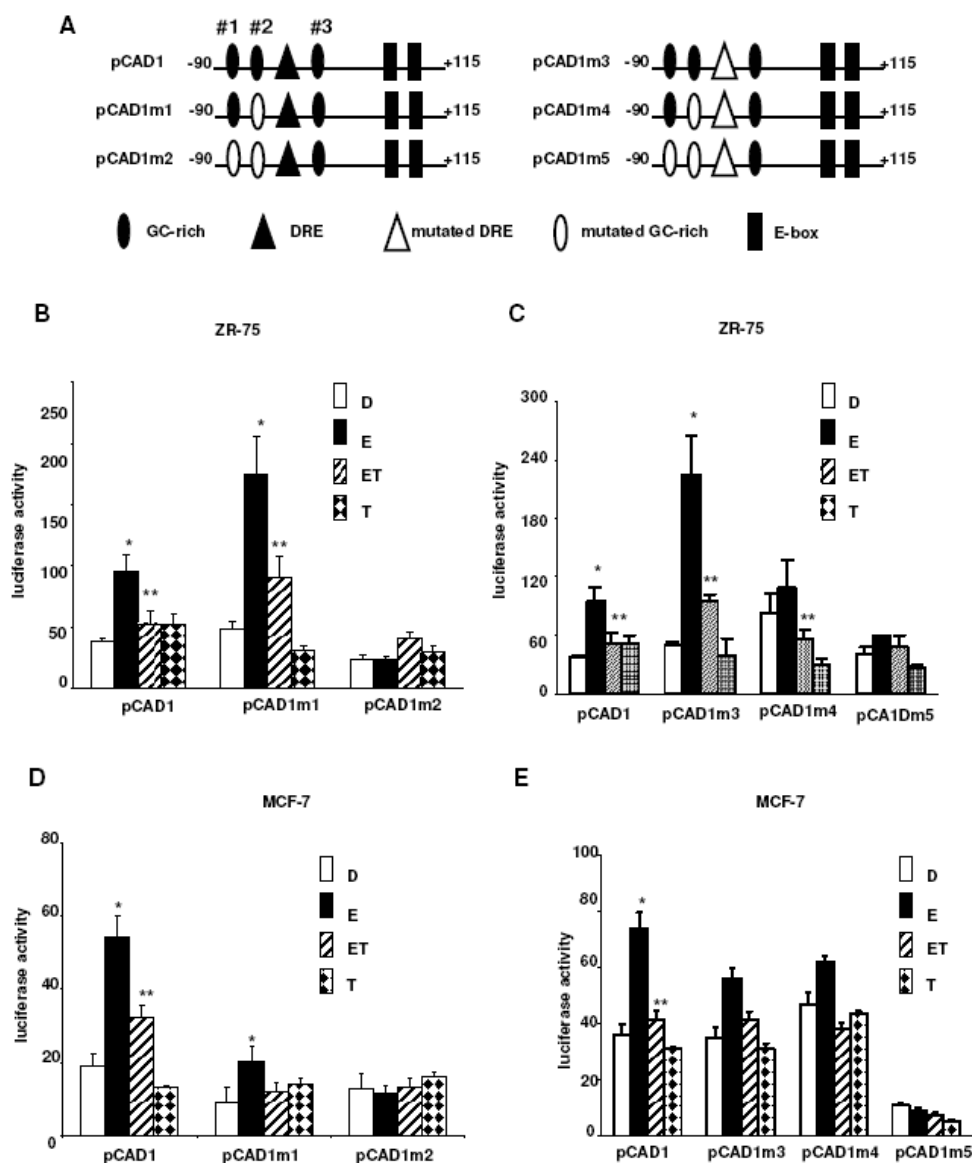 A
#1 #2 #3
pCAD1 -90 +115
pCAD1m3 -90 +115
pCAD1m1 -90 +115
pCAD1m4 -90 +115
pCAD1m2 -90 +115
pCAD1m5 -90 +115
GC-rich DRE mutated DRE mutated GC-rich E-box
B
ZR-75
luciferase activity
250
200
150
100
50
0
D
E
ET
T
*
**
*
**
pCAD1 pCAD1m1 pCAD1m2
C
ZR-75
luciferase activity
300
240
180
120
60
0
D
E
ET
T
*
**
*
**
**
pCAD1 pCAD1m3 pCAD1m4 pCA1Dm5
D
MCF-7
luciferase activity
80
60
40
20
0
D
E
ET
T
*
**
*
pCAD1 pCAD1m1 pCAD1m2
E
MCF-7
luciferase activity
100
80
60
40
20
0
D
E
ET
T
*
**
pCAD1 pCAD1m3 pCAD1m4 pCAD1m5